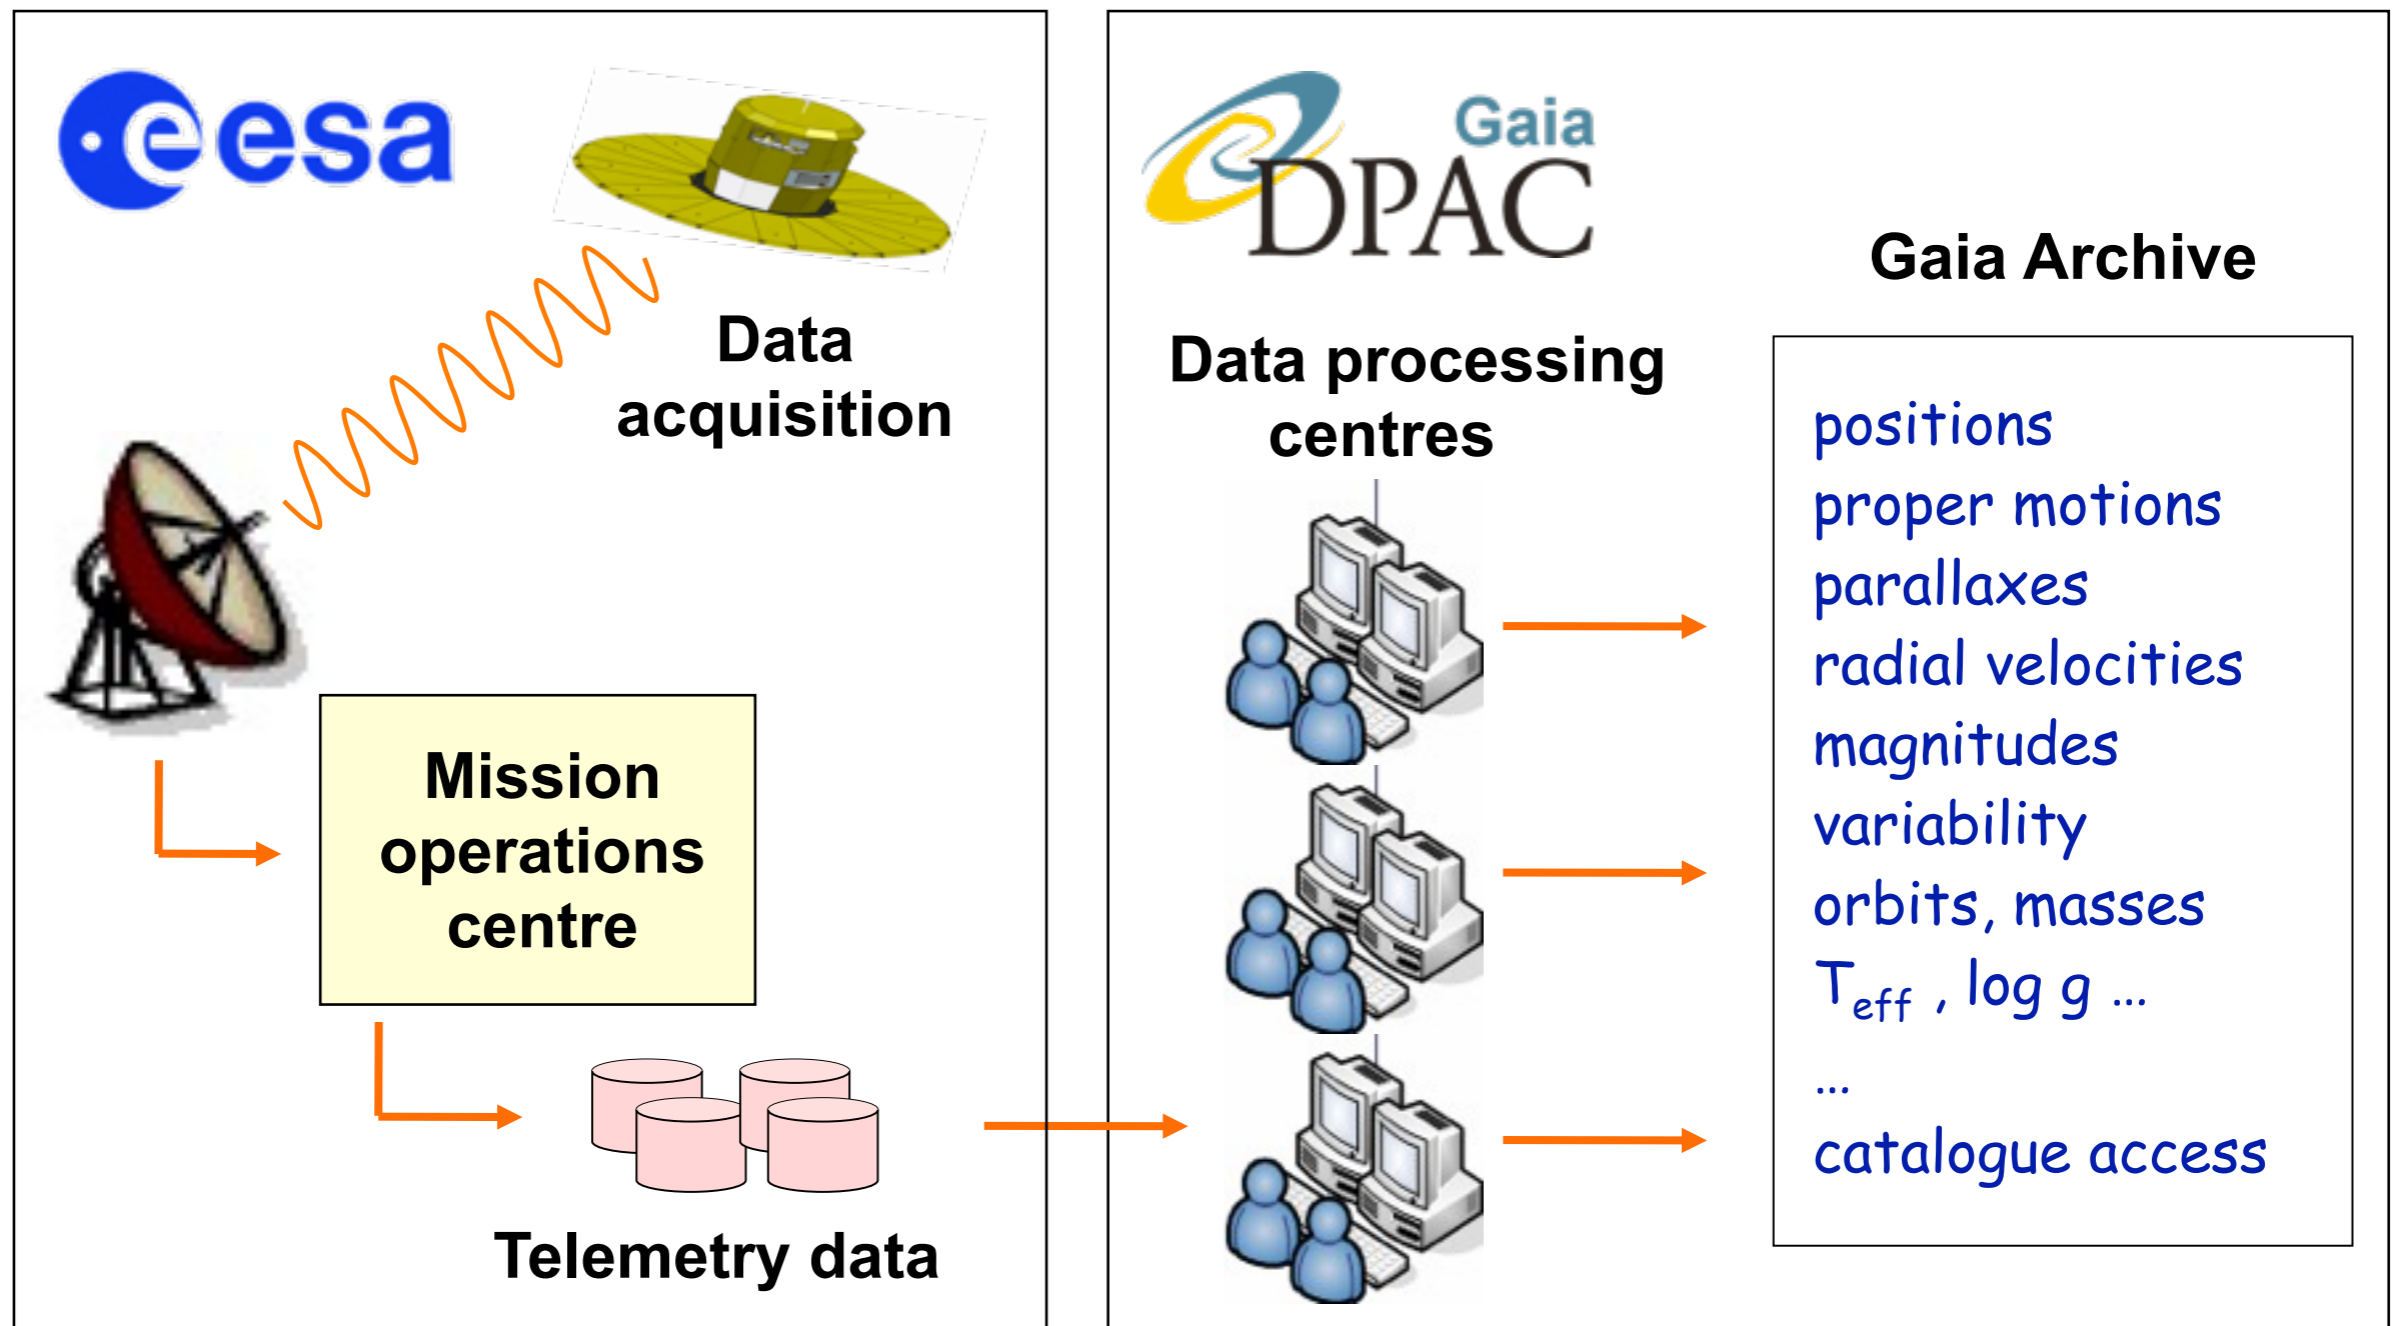 esa
Data
acquisition
Mission
operations
centre
Telemetry data
Gaia
DPAC
Data processing
centres
Gaia Archive
positions
proper motions
parallaxes
radial velocities
magnitudes
variability
orbits, masses
Teff , log g ...
...
catalogue access